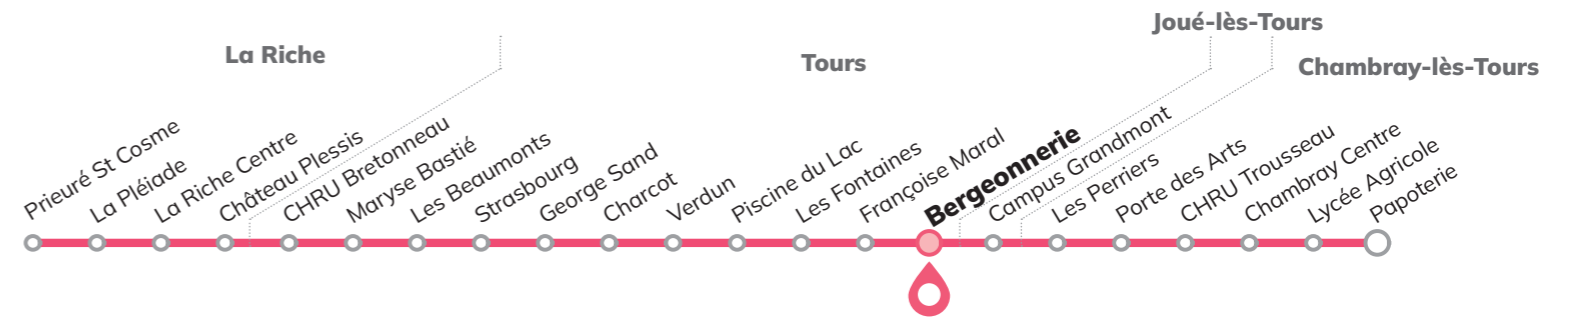 La Riche
Tours
Joué-lès-Tours
Chambray-lès-Tours
Prieuré St Cosme
La Pléiade
La Riche Centre
Château Plessis
CHRU Bretonneau
Maryse Bastié
Les Beaumonts
Strasbourg
George Sand
Charcot
Verdun
Piscine du Lac
Les Fontaines
Françoise Maral
Bergeonnerie
Campus Grandmont
Les Perriers
Porte des Arts
CHRU Trousseau
Chambray Centre
Lycée Agricole
Papoterie